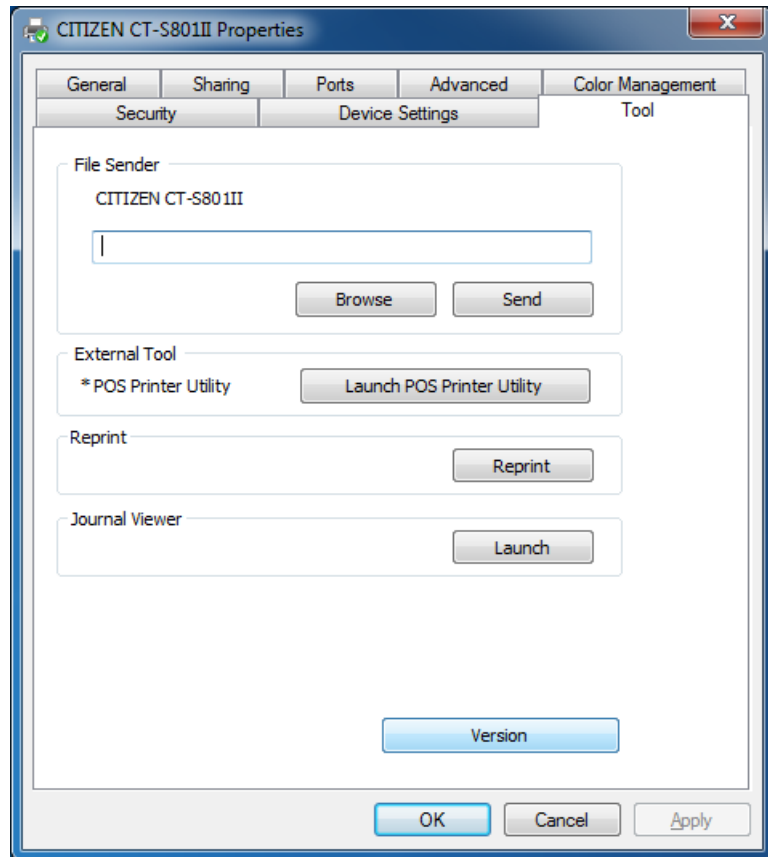 CITIZEN CT-S801II Properties
General Sharing Ports Advanced Color Management
Security Device Settings Tool
File Sender
CITIZEN CT-S801II
Browse Send
External Tool
* POS Printer Utility Launch POS Printer Utility
Reprint
Reprint
Journal Viewer
Launch
Version
OK Cancel Apply